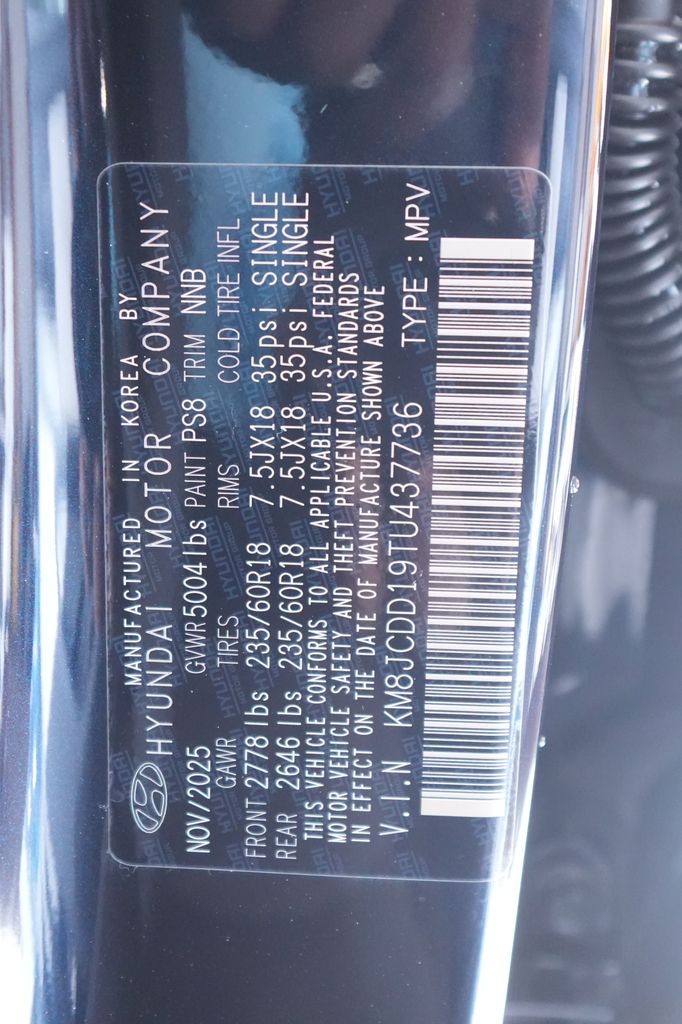 MANUFACTURED IN KOREA BY
HYUNDAI MOTOR COMPANY
NOV/2025 GVWR 5004lbs PAINT PS8 TRIM NNB
GAWR TIRES RIMS COLD TIRE INFL
FRONT 2778 lbs 235/60R18 7.5JX18 35psi SINGLE
REAR 2646 lbs 235/60R18 7.5JX18 35psi SINGLE
THIS VEHICLE CONFORMS TO ALL APPLICABLE U.S.A. FEDERAL
MOTOR VEHICLE SAFETY AND THEFT PREVENTION STANDARDS
IN EFFECT ON THE DATE OF MANUFACTURE SHOWN ABOVE
V.I.N KM8JCDD19TU437736 TYPE : MPV